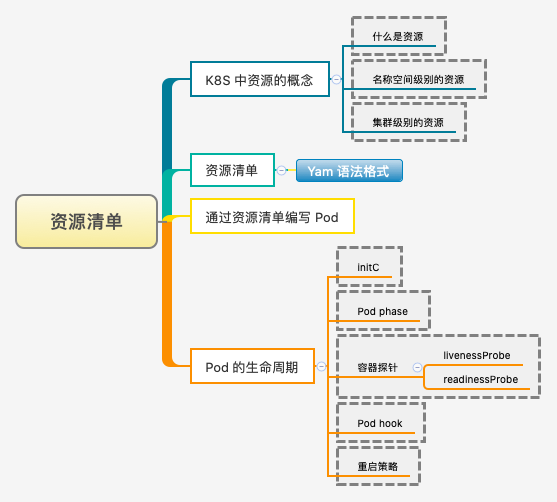 资源清单
K8S 中资源的概念
什么是资源
名称空间级别的资源
集群级别的资源
资源清单
Yam 语法格式
通过资源清单编写 Pod
Pod 的生命周期
initC
Pod phase
容器探针
livenessProbe
readinessProbe
Pod hook
重启策略